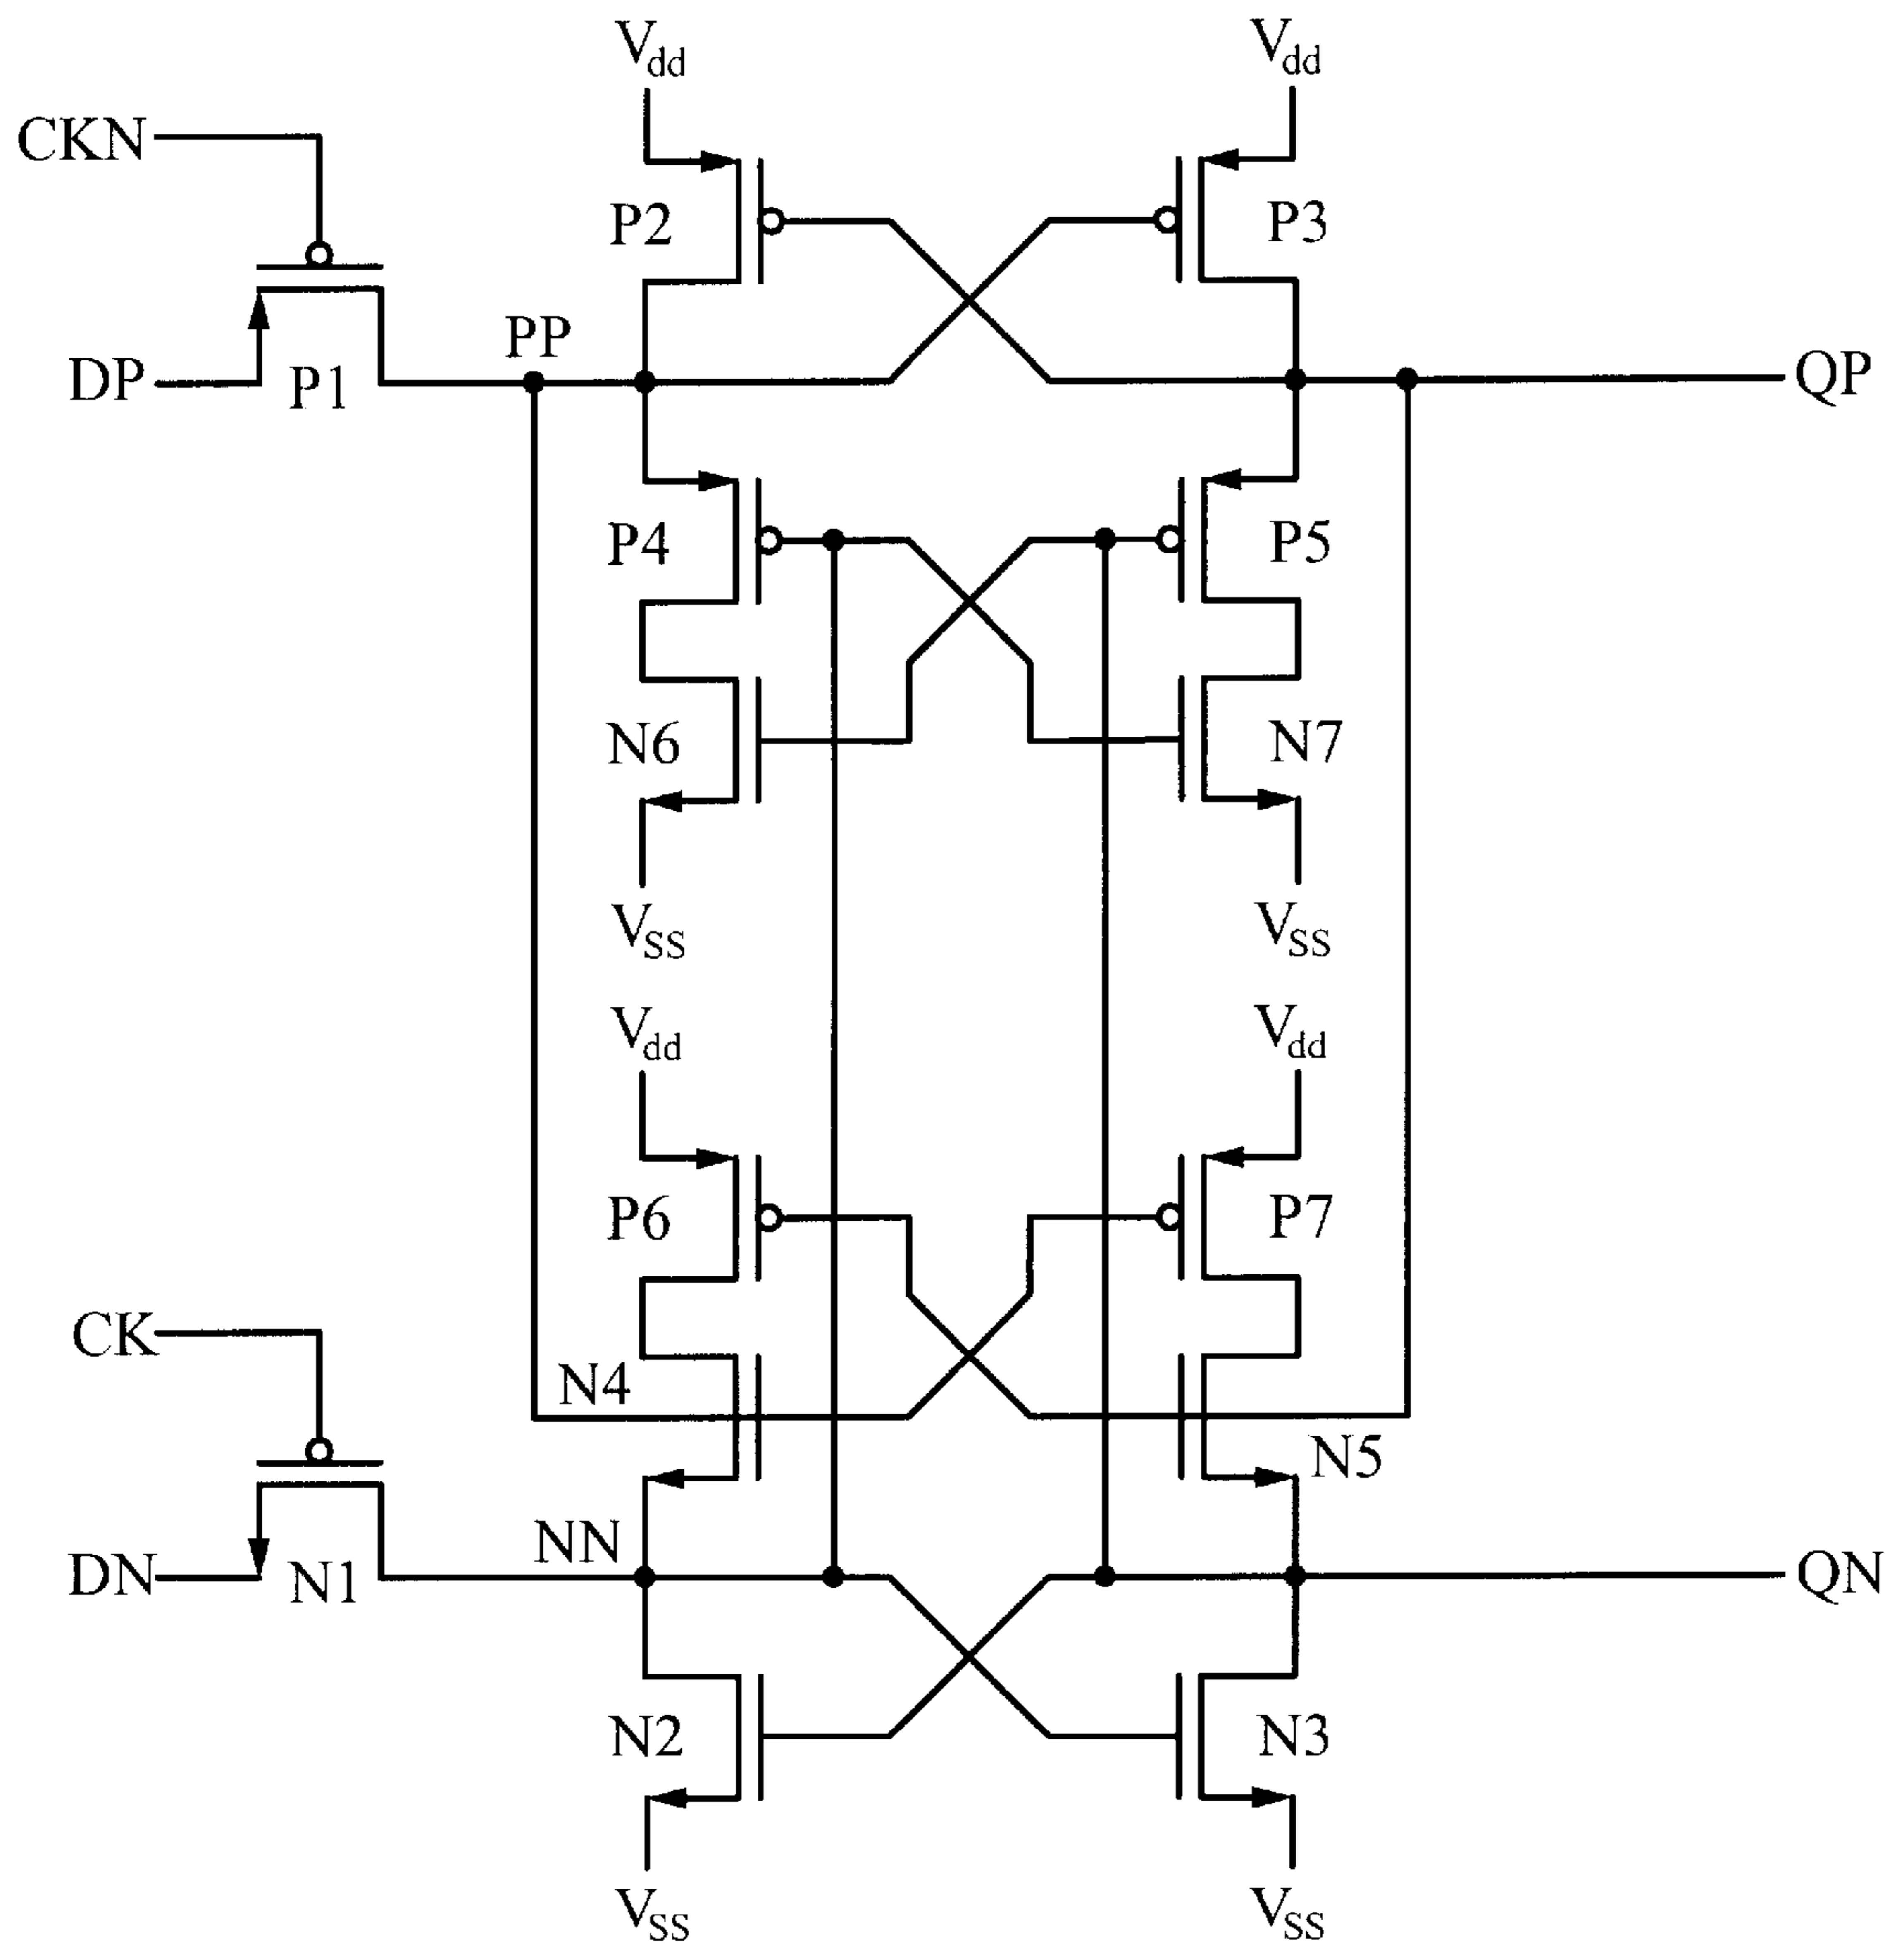 Vdd
Vdd
CKN
P2
P3
PP
DP
P1
QP
P4
P5
N6
N7
VSS
VSS
Vdd
Vdd
P6
P7
CK
N4
N5
NN
DN
N1
QN
N2
N3
VSS
VSS